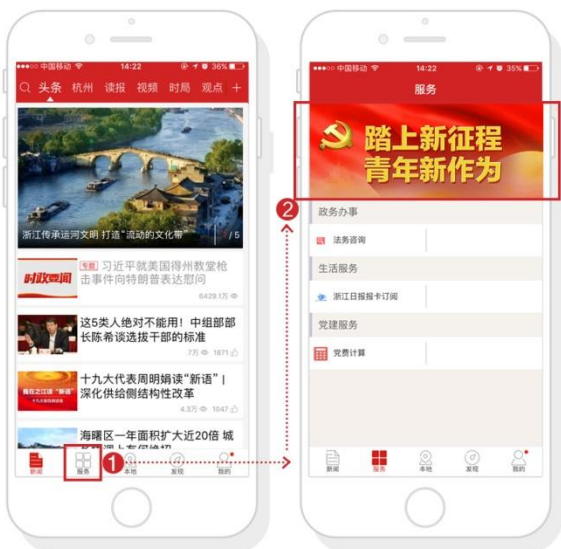 中国移动 14:22 36%
头条 杭州 读报 视频 时局 观点 +
浙江传承运河文明 打造"流动的文化带" /5
时政要闻
专题 习近平就美国得州教堂枪
击事件向特朗普表达慰问
6429.1万
这5类人绝对不能用！中组部部
长陈希谈选拔干部的标准
7万 1871
我在之江读"新语"
十九大代表周明娟读“新语” |
深化供给侧结构性改革
4.3万 1047
海曙区一年面积扩大近20倍 城
新闻 服务 本地 发现 我的
1
2
中国移动 14:22 35%
服务
踏上新征程
青年新作为
政务办事
法务咨询
生活服务
浙江日报报卡订阅
党建服务
党费计算
新闻 服务 本地 发现 我的